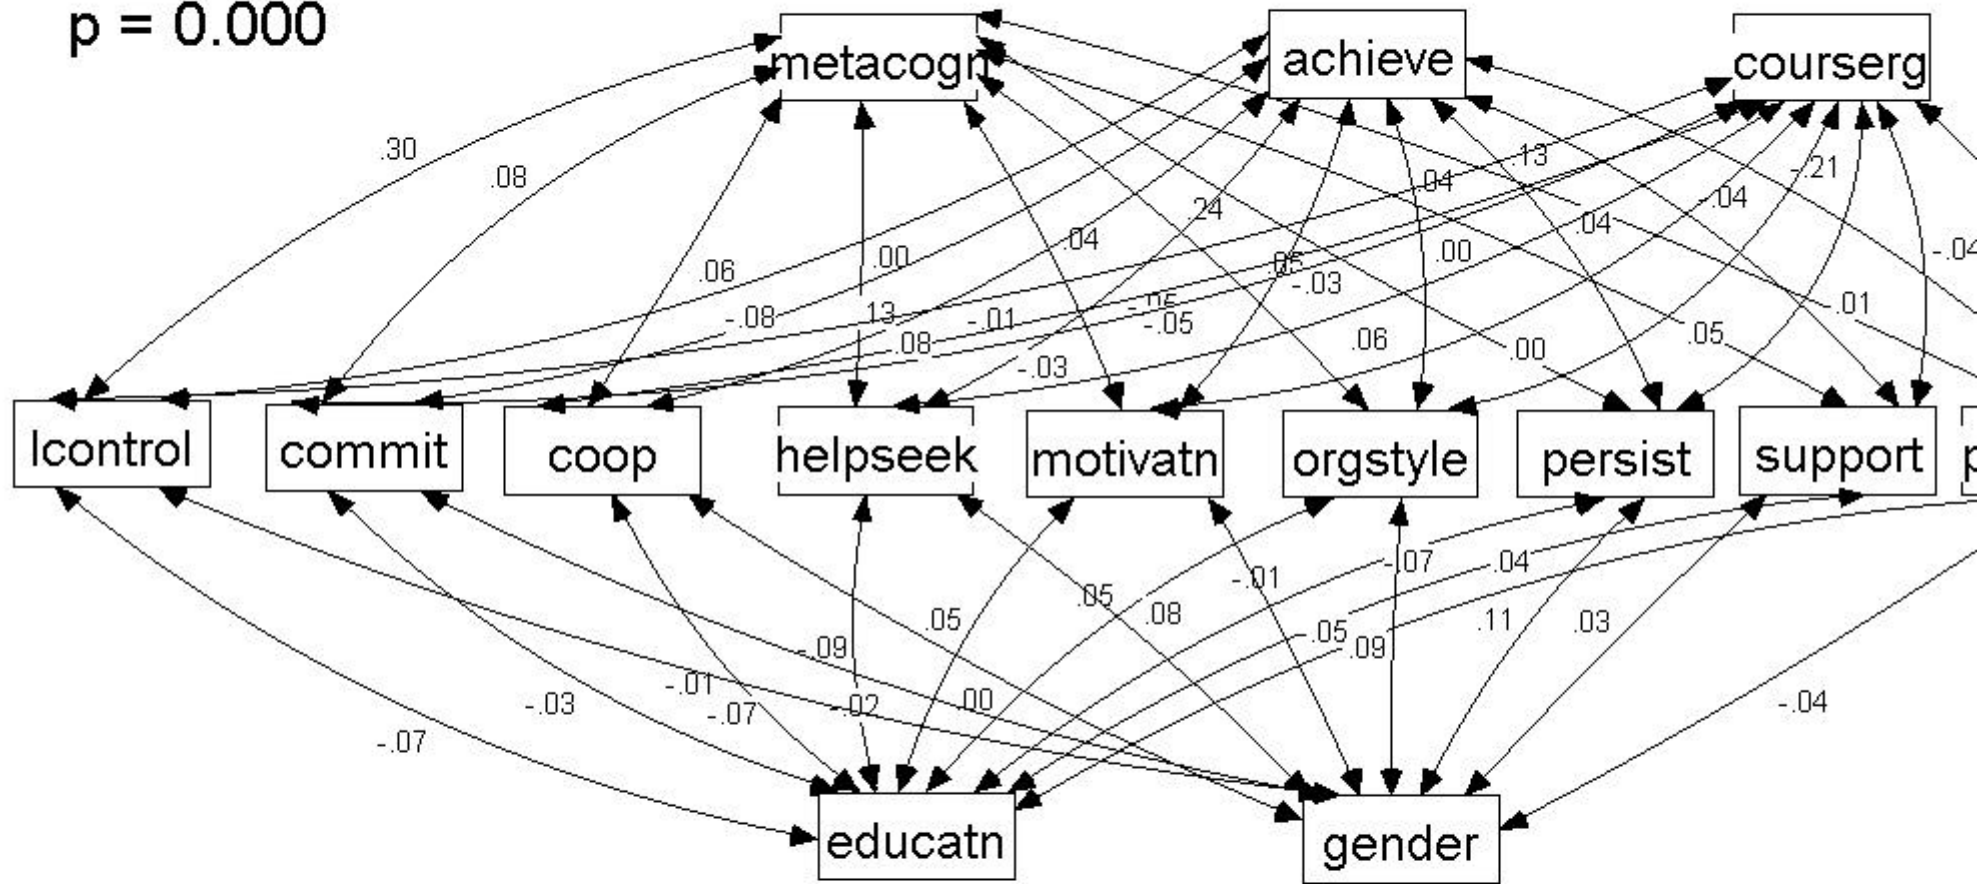 p = 0.000
metacogn
achieve
courserg
.30
.08
.13
.04
-.21
-.04
.24
.04
.04
.00
-.04
.06
.00
-.03
-.08
.13
-.01
-.05
.08
.06
.05
.01
-.03
.00
lcontrol
commit
coop
helpseek
motivatn
orgstyle
persist
support
p
-.07
.04
-.01
.05
.08
.05
.11
.03
-.05
-.09
-.09
-.01
-.07
-.02
.00
-.03
-.07
-.04
educatn
gender